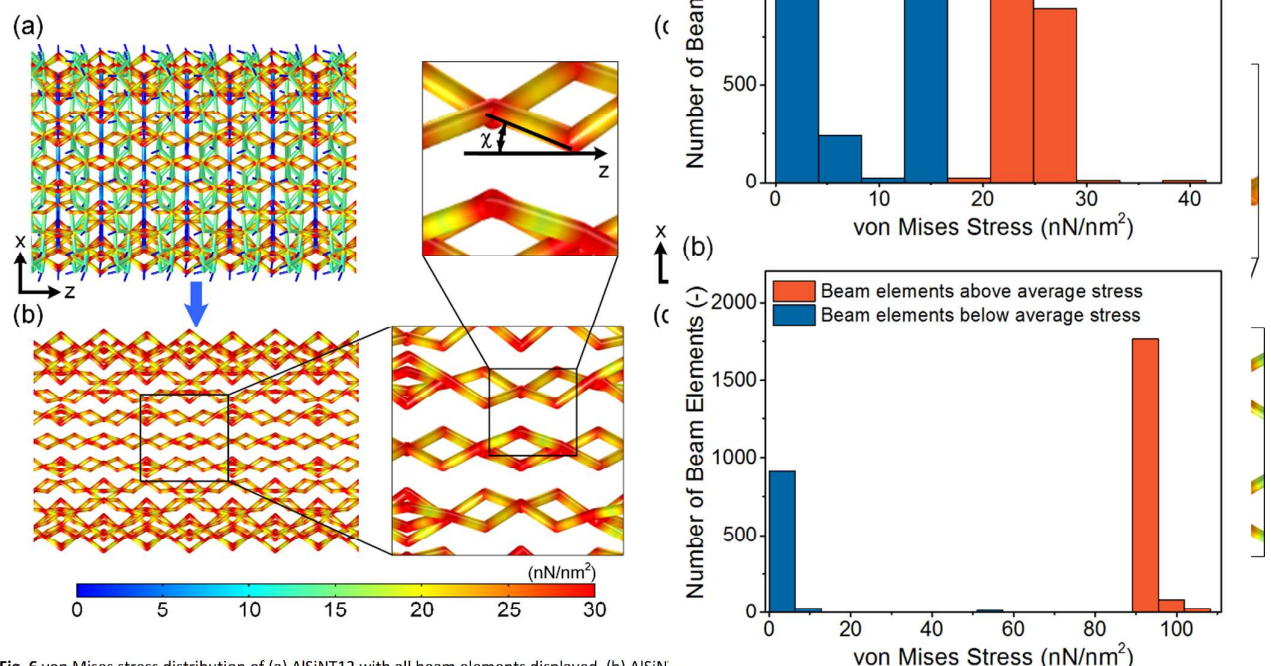 (a)
x
z
χ
z
(b)
(nN/nm²)
0 5 10 15 20 25 30
Fig. 6 von Mises stress distribution of (a) AlSiNT12 with all beam elements displayed, (b)
Number of Beam
500
0
0 10 20 30 40
von Mises Stress (nN/nm²)
x
(b)
Number of Beam Elements (-)
2000
1500
1000
500
0
Beam elements above average stress
Beam elements below average stress
0 20 40 60 80 100
von Mises Stress (nN/nm²)